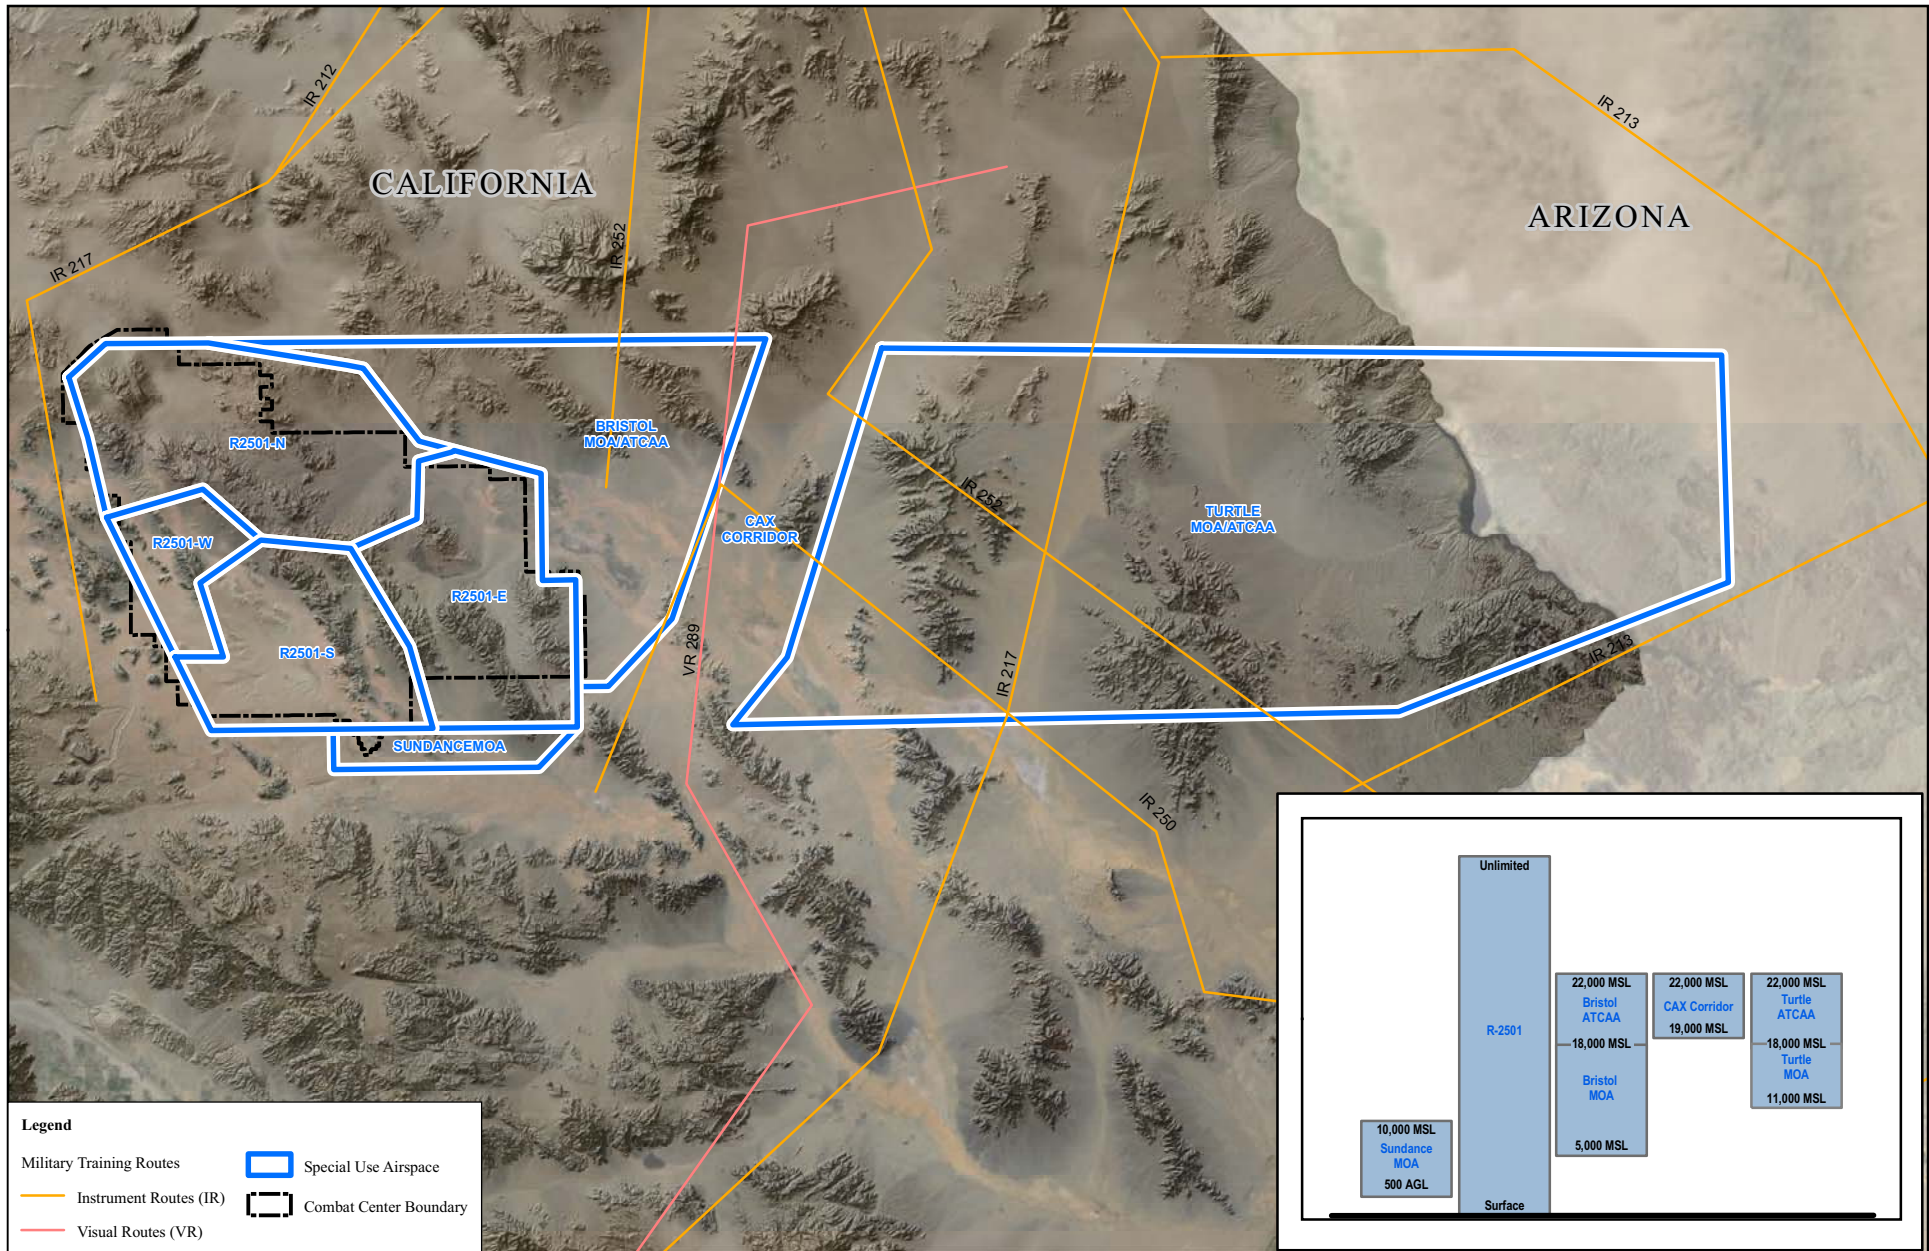 IR 212
IR 213
CALIFORNIA
ARIZONA
IR 252
IR 217
BRISTOL
MOA/ATCAA
R2501-N
IR 252
CAX
CORRIDOR
TURTLE
MOA/ATCAA
R2501-W
R2501-E
R2501-S
VR 289
IR 217
IR 213
SUNDANCEMOA
IR 250
Unlimited
R-2501
Surface
10,000 MSL
Sundance
MOA
500 AGL
22,000 MSL
Bristol
ATCAA
18,000 MSL
Bristol
MOA
5,000 MSL
22,000 MSL
CAX Corridor
19,000 MSL
22,000 MSL
Turtle
ATCAA
18,000 MSL
Turtle
MOA
11,000 MSL
Legend
Military Training Routes
Instrument Routes (IR)
Visual Routes (VR)
Special Use Airspace
Combat Center Boundary